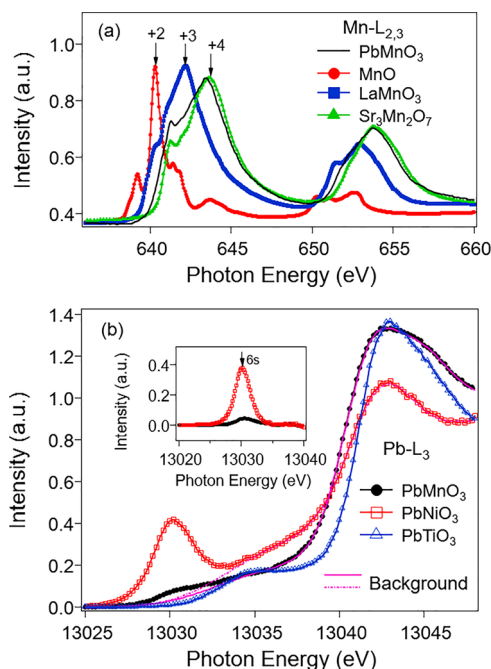 (a)
Mn-L2,3
+2
+3
+4
PbMnO3
MnO
LaMnO3
Sr3Mn2O7
Intensity (a.u.)
1.0
0.8
0.6
0.4
640
645
650
655
660
Photon Energy (eV)
(b)
1.4
1.2
1.0
0.8
0.6
0.4
0.2
0.0
Intensity (a.u.)
Intensity (a.u.)
0.4
0.2
0.0
6s
13020
13030
13040
Photon Energy (eV)
Pb-L3
PbMnO3
PbNiO3
PbTiO3
Background
13025
13030
13035
13040
13045
Photon Energy (eV)